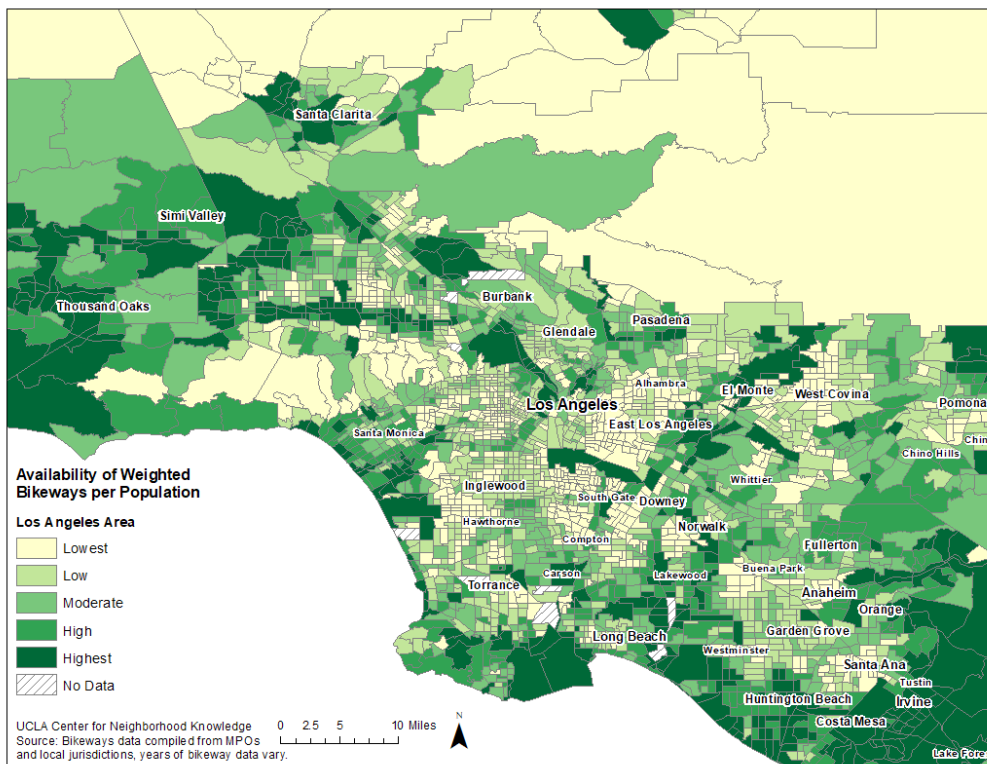 Santa Clarita
Simi Valley
Thousand Oaks
Burbank
Glendale
Pasadena
Alhambra
El Monte
West Covina
Los Angeles
East Los Angeles
Pomona
Santa Monica
Chino Hills
Whittier
Inglewood
South Gate
Downey
Hawthorne
Norwalk
Compton
Fullerton
Buena Park
Carson
Lakewood
Torrance
Anaheim
Orange
Long Beach
Garden Grove
Westminster
Santa Ana
Tustin
Huntington Beach
Irvine
Costa Mesa
Availability of Weighted
Bikeways per Population
Los Angeles Area
Lowest
Low
Moderate
High
Highest
No Data
UCLA Center for Neighborhood Knowledge
Source: Bikeways data compiled from MPOs
and local jurisdictions, years of bikeway data vary.
0 2.5 5 10 Miles
N